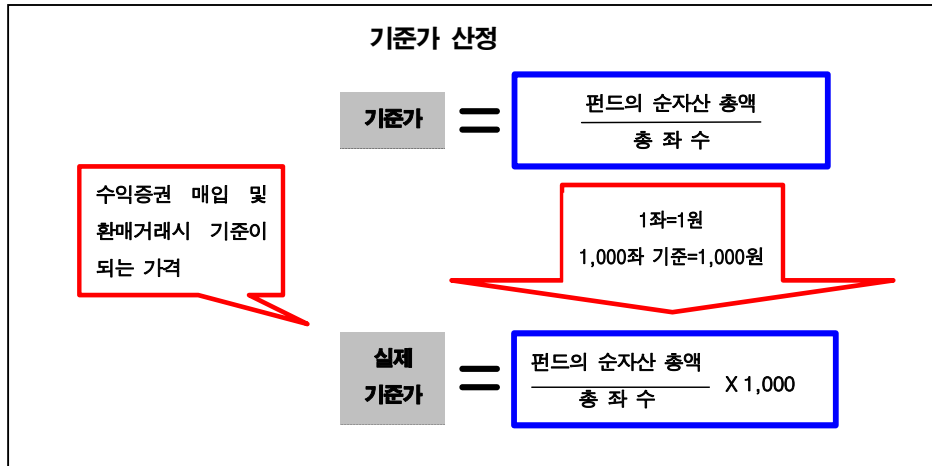 기준가 산정
기준가 = 펀드의 순자산 총액
총 좌 수
수익증권 매입 및
환매거래시 기준이
되는 가격
1좌=1원
1,000좌 기준=1,000원
실제
기준가 = 펀드의 순자산 총액
총 좌 수 X 1,000